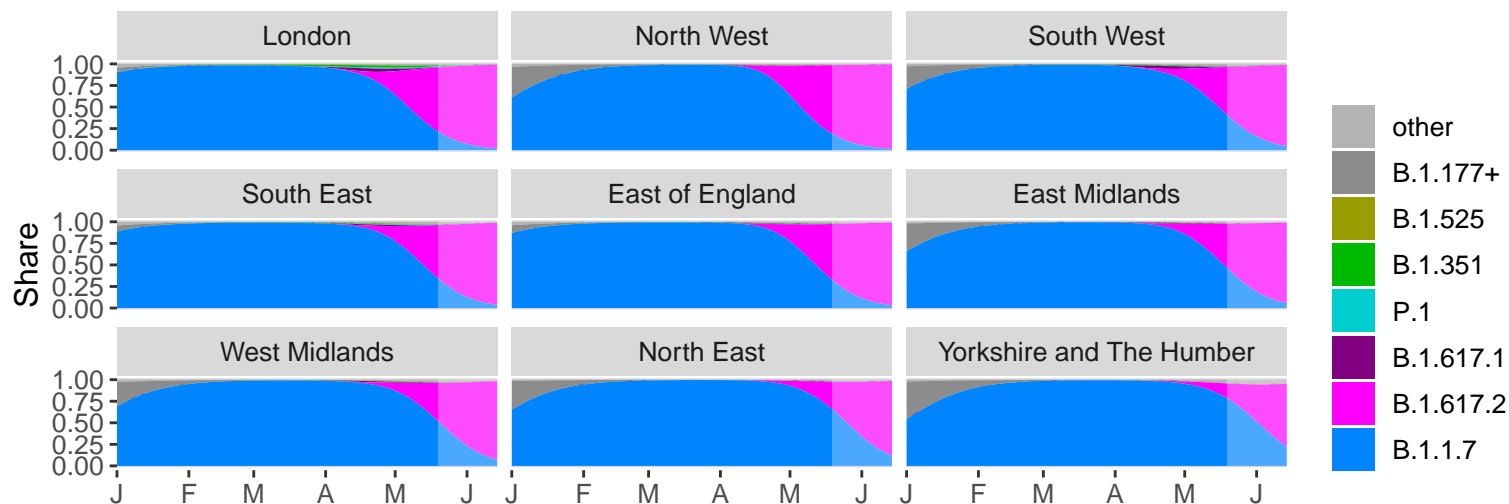 London North West South West
1.00
0.75
0.50
0.25
0.00
South East East of England East Midlands
1.00
0.75
0.50
0.25
0.00
West Midlands North East Yorkshire and The Humber
1.00
0.75
0.50
0.25
0.00
J F M A M J J F M A M J J F M A M J
Share
other
B.1.177+
B.1.525
B.1.351
P.1
B.1.617.1
B.1.617.2
B.1.1.7